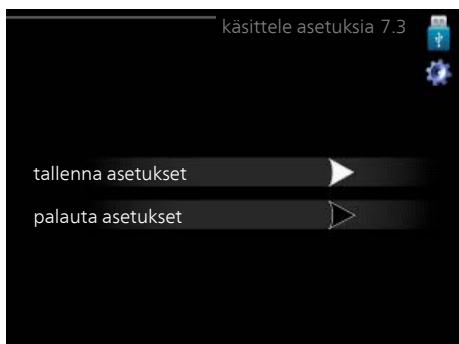 käsittele asetuksia 7.3
tallenna asetukset
palauta asetukset